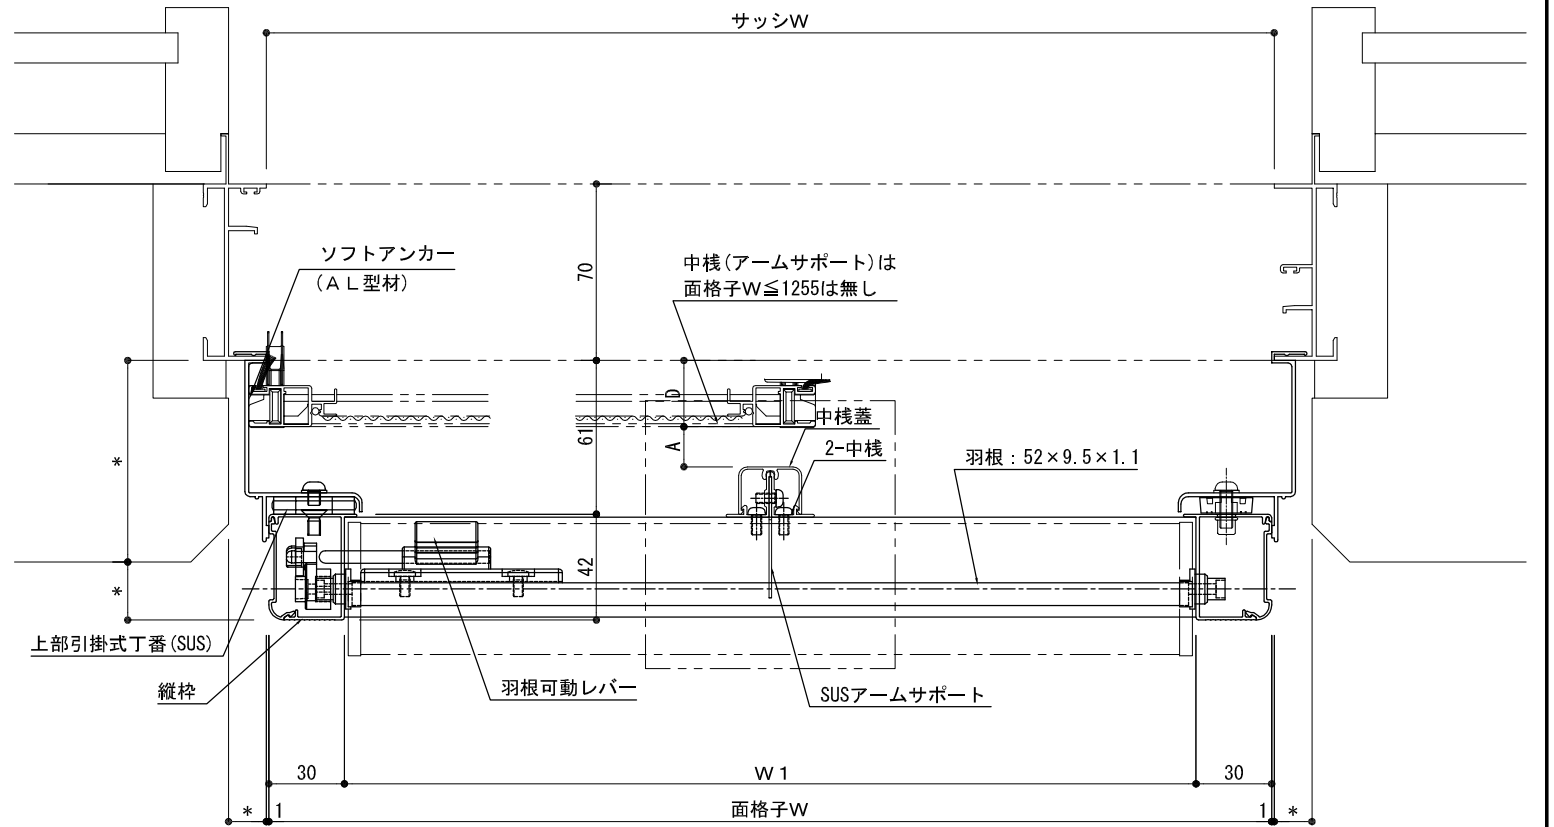 サッシW
ソフトアンカー
(AL型材)
70
中桟(アームサポート)は
面格子W≦1255は無し
D
61
A
中桟蓋
2-中桟
羽根:52×9.5×1.1
*
42
*
上部引掛式丁番(SUS)
縦枠
羽根可動レバー
SUSアームサポート
30
W1
30
*
1
面格子W
1
*